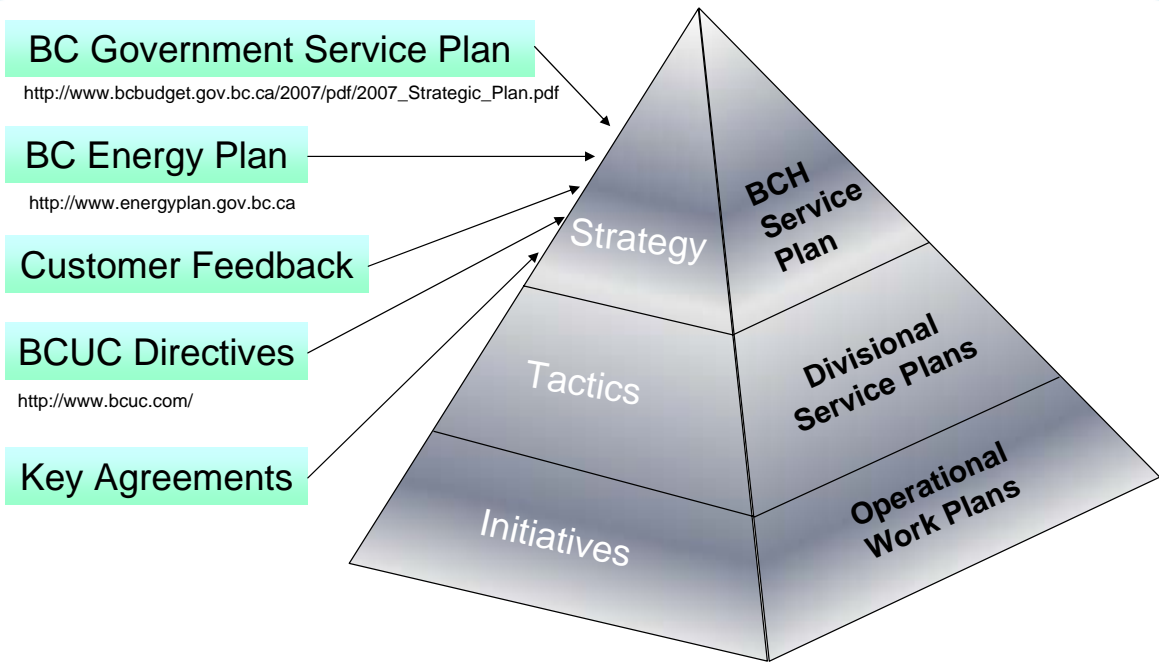 BC Government Service Plan
http://www.bcbudget.gov.bc.ca/2007/pdf/2007_Strategic_Plan.pdf
BC Energy Plan
http://www.energyplan.gov.bc.ca
Customer Feedback
BCUC Directives
http://www.bcuc.com/
Key Agreements
Strategy
Tactics
Initiatives
BCH
Service
Plan
Divisional
Service Plans
Operational
Work Plans